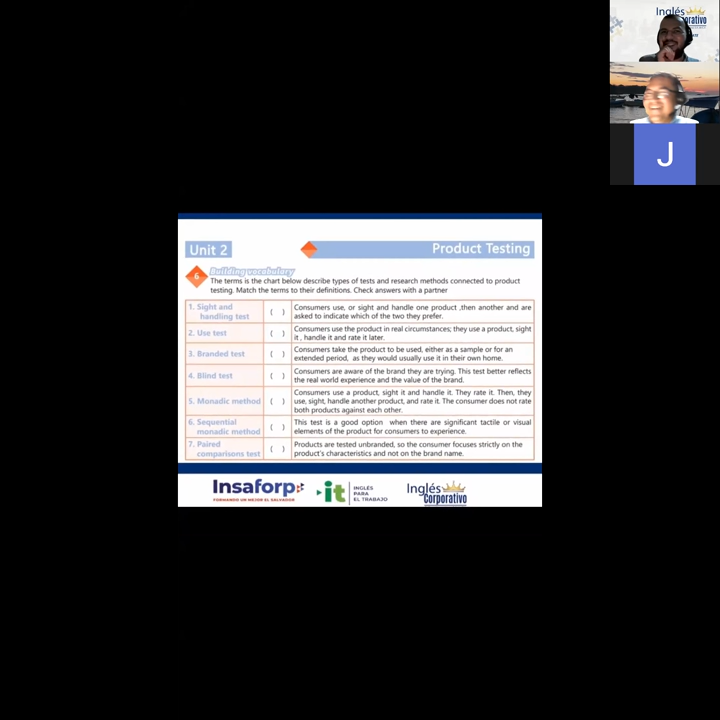 Inglés
J
Unit 2
Product Testing
6
Building vocabulary
The terms is the chart below describe types of tests and research methods connected to product
testing. Match the terms to their definitions. Check answers with a partner
1. Sight and
handling test
( )
Consumers use, or sight and handle one product ,then another and are
asked to indicate which of the two they prefer.
2. Use test
( )
Consumers use the product in real circumstances; they use a product, sight
it , handle it and rate it later.
3. Branded test
( )
Consumers take the product to be used, either as a sample or for an
extended period, as they would usually use it in their own home.
4. Blind test
( )
Consumers are aware of the brand they are trying. This test better reflects
the real world experience and the value of the brand.
5. Monadic method
( )
Consumers use a product, sight it and handle it. They rate it. Then, they
use, sight, handle another product, and rate it. The consumer does not rate
both products against each other.
6. Sequential
monadic method
( )
This test is a good option when there are significant tactile or visual
elements of the product for consumers to experience.
7. Paired
comparisons test
( )
Products are tested unbranded, so the consumer focuses strictly on the
product's characteristics and not on the brand name.
Insaforp
FORMANDO UN MEJOR EL SALVADOR
it
INGLÉS
PARA
EL TRABAJO
Inglés
Corporativo